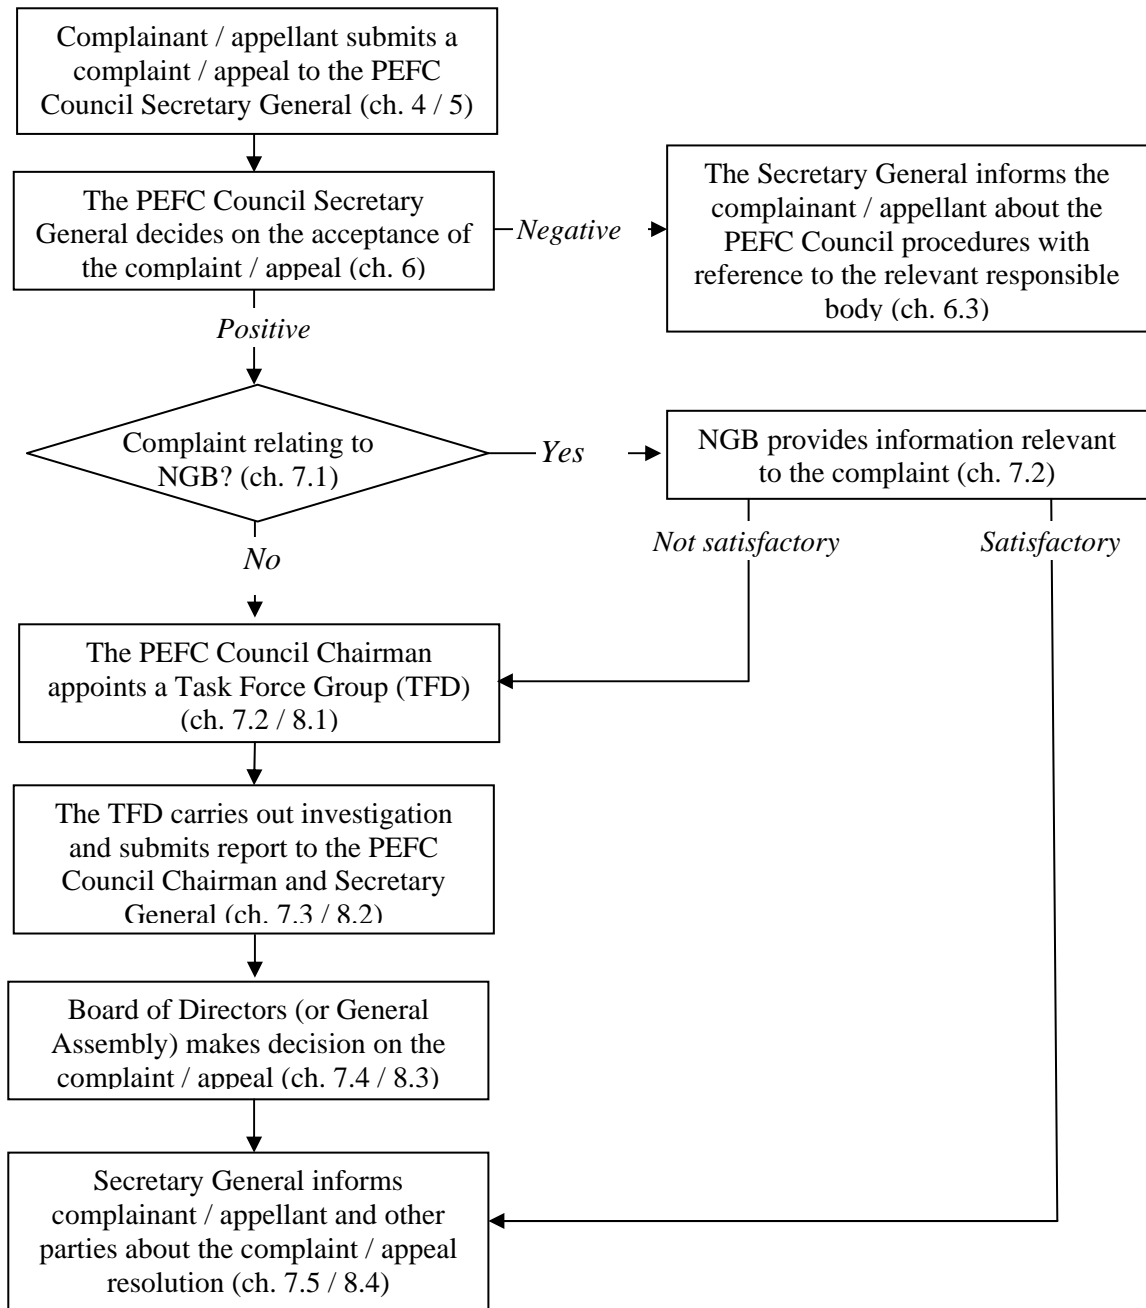 Complainant / appellant submits a
complaint / appeal to the PEFC
Council Secretary General (ch. 4 / 5)
The PEFC Council Secretary
General decides on the acceptance of
the complaint / appeal (ch. 6)
Negative
The Secretary General informs the
complainant / appellant about the
PEFC Council procedures with
reference to the relevant responsible
body (ch. 6.3)
Positive
Complaint relating to
NGB? (ch. 7.1)
Yes
NGB provides information relevant
to the complaint (ch. 7.2)
No
Not satisfactory
Satisfactory
The PEFC Council Chairman
appoints a Task Force Group (TFD)
(ch. 7.2 / 8.1)
The TFD carries out investigation
and submits report to the PEFC
Council Chairman and Secretary
General (ch. 7.3 / 8.2)
Board of Directors (or General
Assembly) makes decision on the
complaint / appeal (ch. 7.4 / 8.3)
Secretary General informs
complainant / appellant and other
parties about the complaint / appeal
resolution (ch. 7.5 / 8.4)